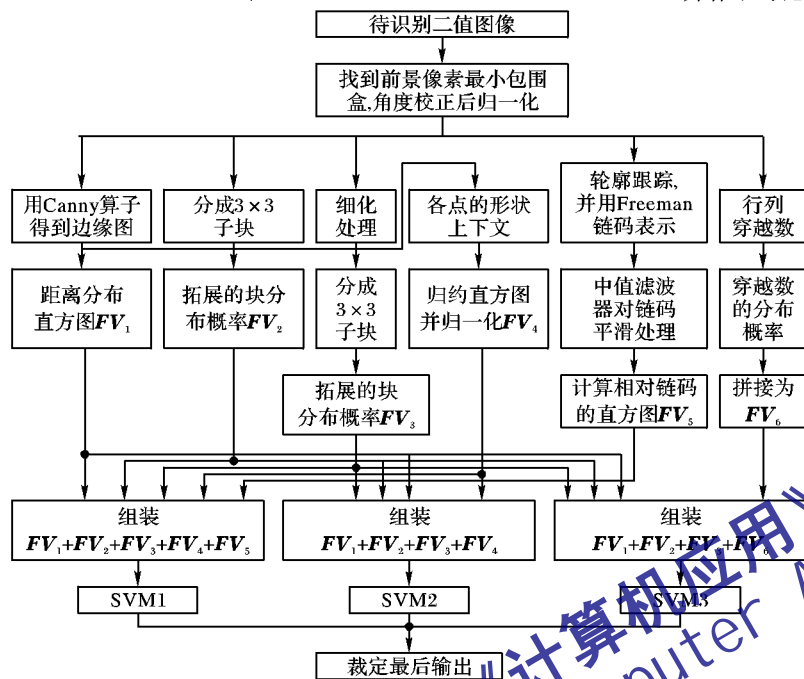 待识别二值图像
找到前景像素最小包围
盒,角度校正后归一化
用Canny算子
得到边缘图
分成3×3
子块
细化
处理
各点的形状
上下文
轮廓跟踪,
并用Freeman
链码表示
行列
穿越数
距离分布
直方图FV₁
拓展的块分
布概率FV₂
分成
3×3
子块
归约直方图
并归一化FV₄
中值滤波
器对链码
平滑处理
穿越数
的分布
概率
拓展的块
分布概率FV₃
计算相对链码
的直方图FV₅
拼接为
FV₆
组装
FV₁+FV₂+FV₃+FV₄+FV₅
组装
FV₁+FV₂+FV₃+FV₄
组装
FV₁+FV₂+FV₃+FV₆
SVM1
SVM2
SVM3
裁定最后输出
《计算机应用》